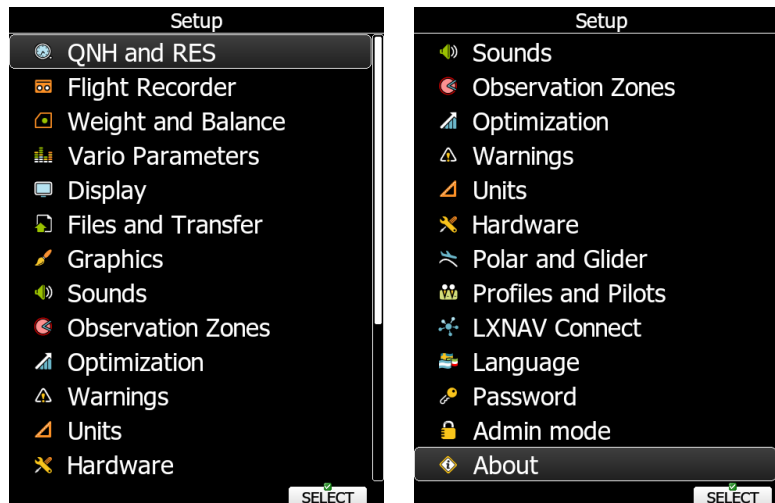 Setup
QNH and RES
Flight Recorder
Weight and Balance
Vario Parameters
Display
Files and Transfer
Graphics
Sounds
Observation Zones
Optimization
Warnings
Units
Hardware
SELECT
Setup
Sounds
Observation Zones
Optimization
Warnings
Units
Hardware
Polar and Glider
Profiles and Pilots
LXNAV Connect
Language
Password
Admin mode
About
SELECT